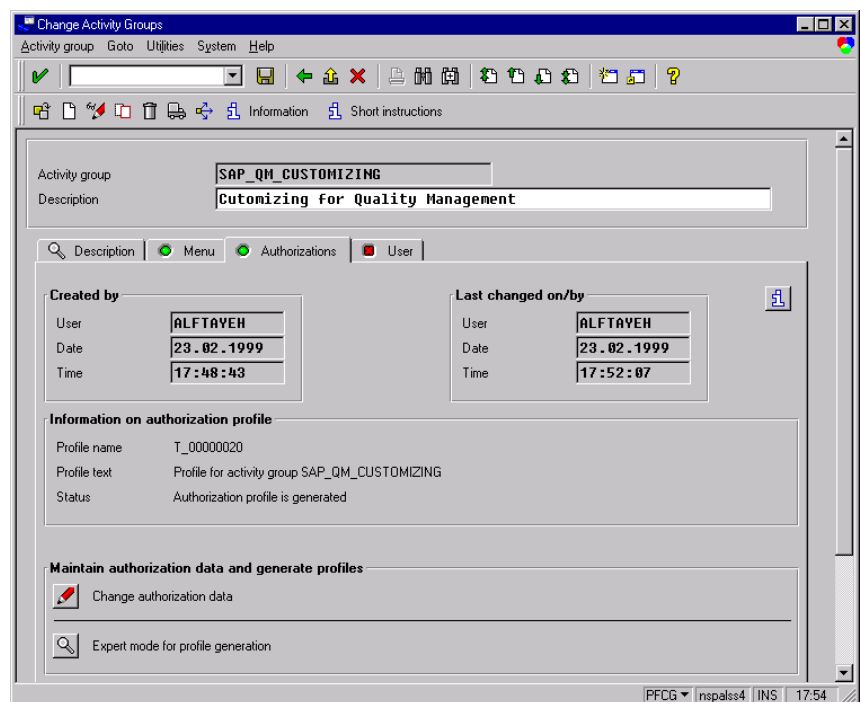 Change Activity Groups
Activity group Goto Utilities System Help
Information Short instructions
Activity group SAP_QM_CUSTOMIZING
Description Cutomizing for Quality Management
Description Menu Authorizations User
Created by Last changed on/by
User ALFTAYEH User ALFTAYEH
Date 23.02.1999 Date 23.02.1999
Time 17:48:43 Time 17:52:07
Information on authorization profile
Profile name T_00000020
Profile text Profile for activity group SAP_QM_CUSTOMIZING
Status Authorization profile is generated
Maintain authorization data and generate profiles
Change authorization data
Expert mode for profile generation
PFCG nspalss4 INS 17:54